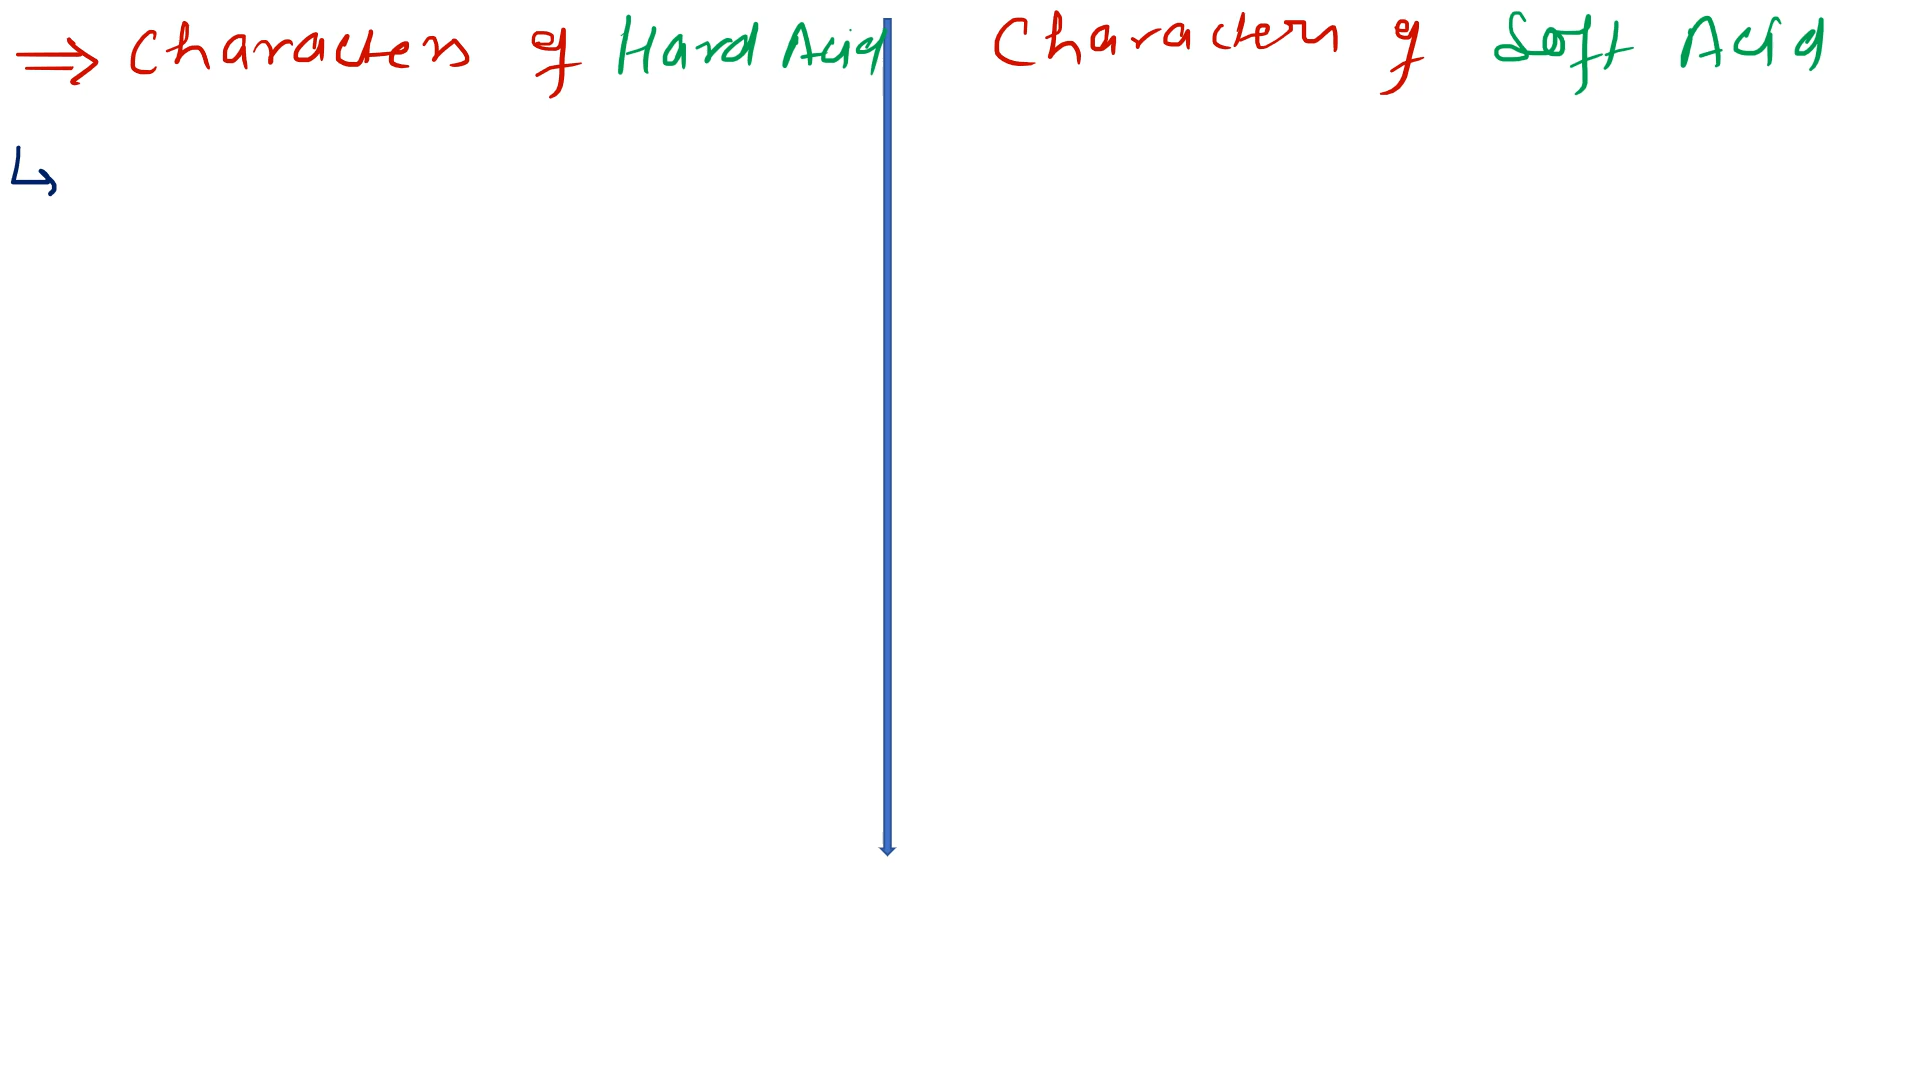 ⇒ Characters of Hard Acid
Characters of Soft Acid
↳